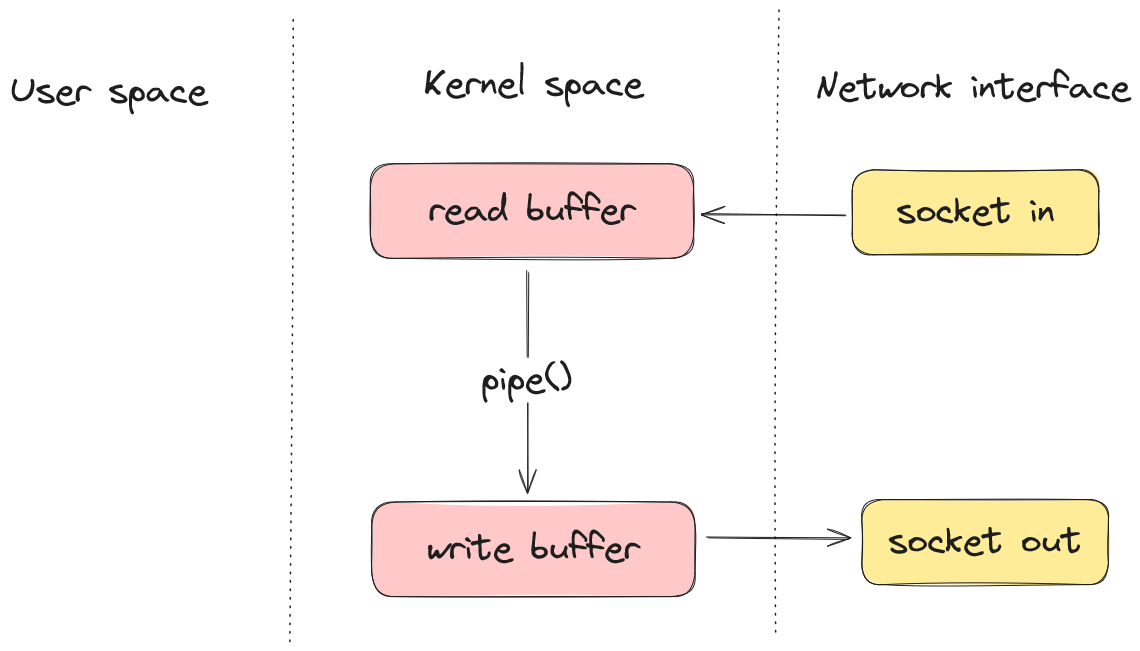 User space
Kernel space
Network interface
read buffer
socket in
pipe()
write buffer
socket out